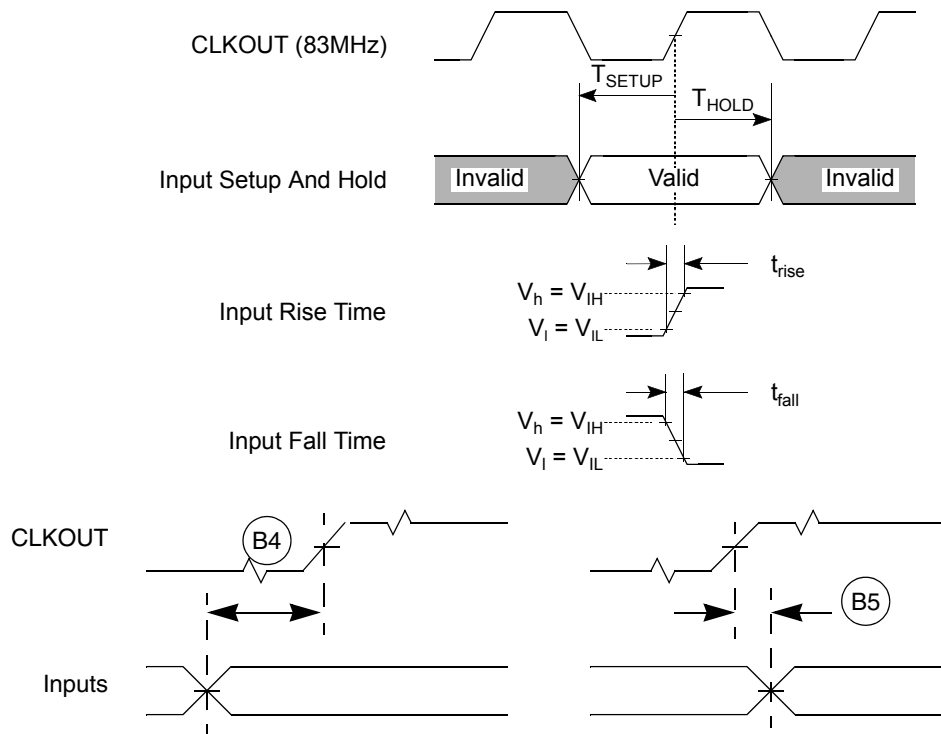 CLKOUT (83MHz)
TSETUP
THOLD
Input Setup And Hold
Invalid
Valid
Invalid
trise
Vh = VIH
Input Rise Time
Vl = VIL
tfall
Vh = VIH
Input Fall Time
Vl = VIL
CLKOUT
B4
B5
Inputs